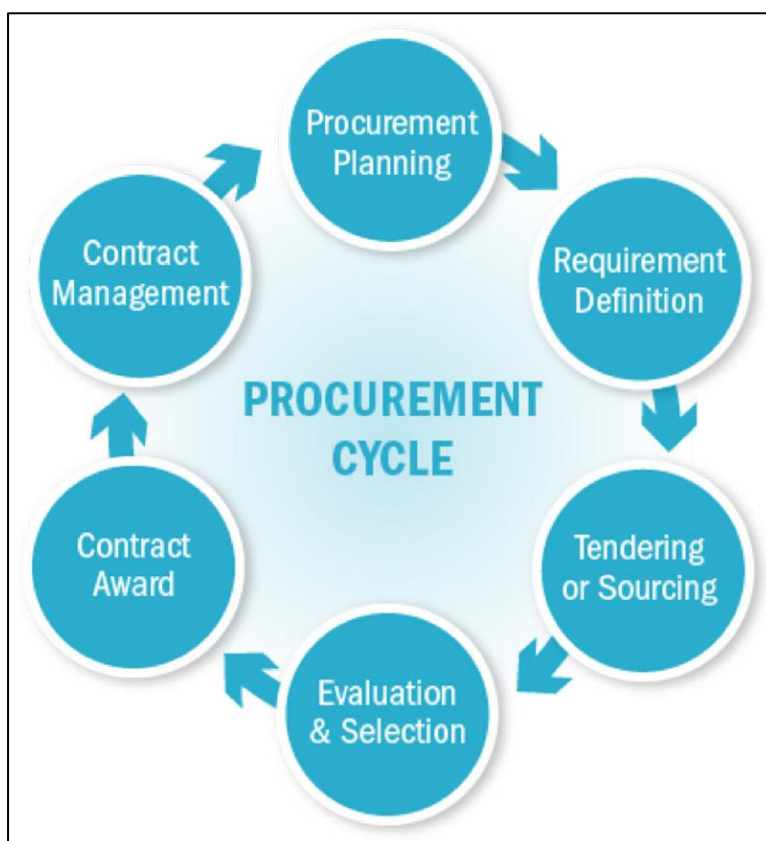 Procurement
Planning
Requirement
Definition
Tendering
or Sourcing
Evaluation
& Selection
Contract
Award
Contract
Management
PROCUREMENT
CYCLE